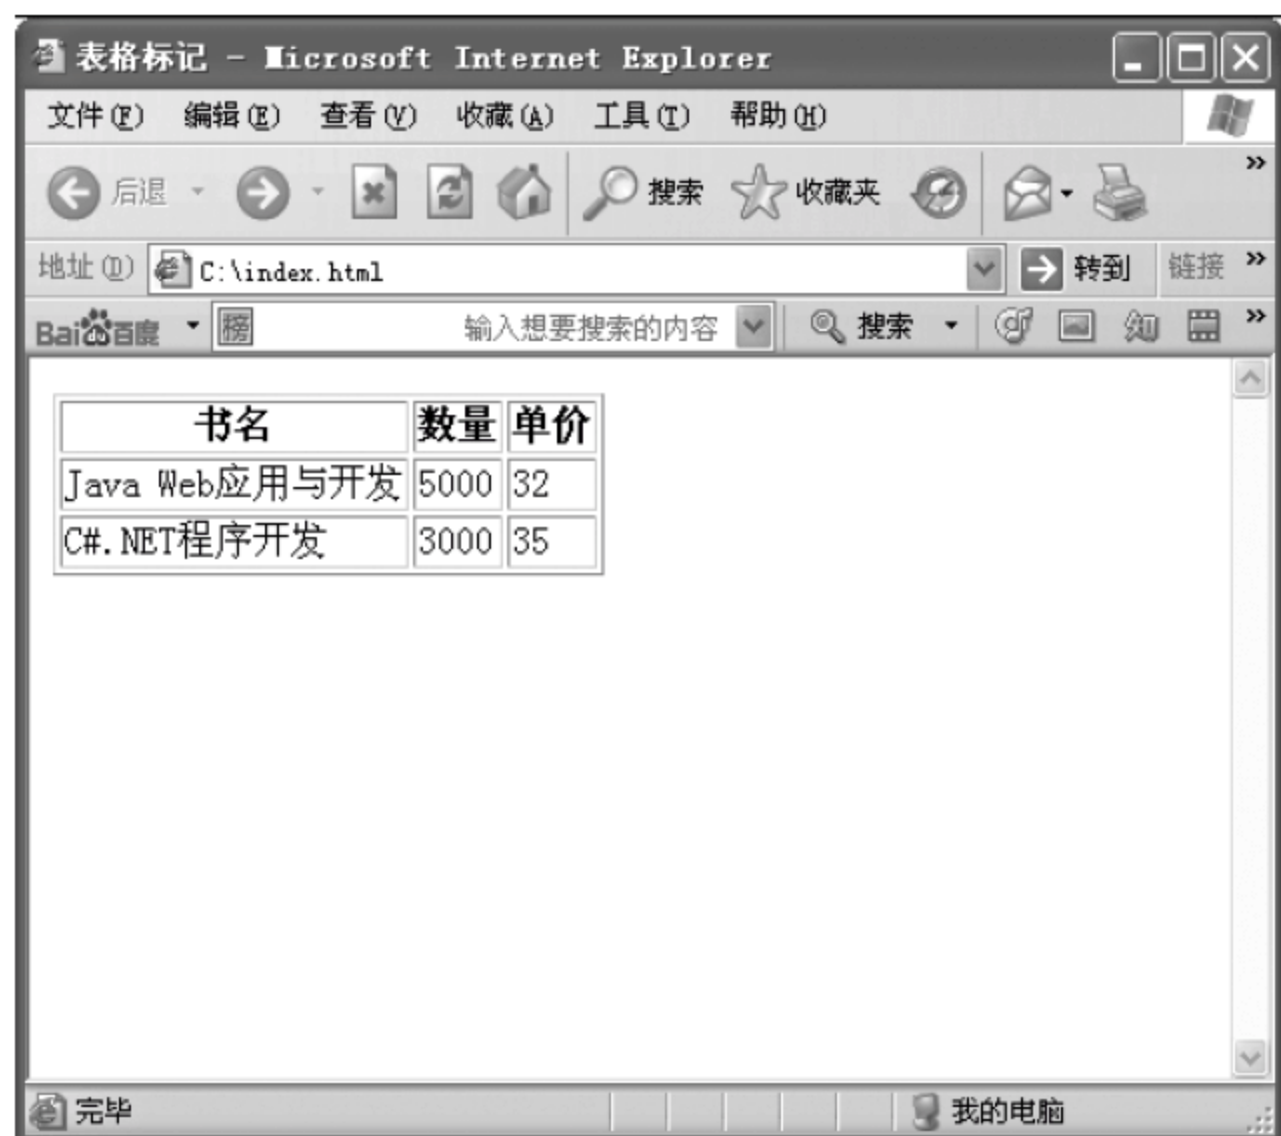 表格标记 - Microsoft Internet Explorer
文件(F) 编辑(E) 查看(V) 收藏(A) 工具(T) 帮助(H)
后退 搜索 收藏夹 »
地址(D) C:\index.html 转到 链接 »
Bai百度 榜 输入想要搜索的内容 搜索 知 »
书名 数量 单价
Java Web应用与开发 5000 32
C#.NET程序开发 3000 35
完毕 我的电脑